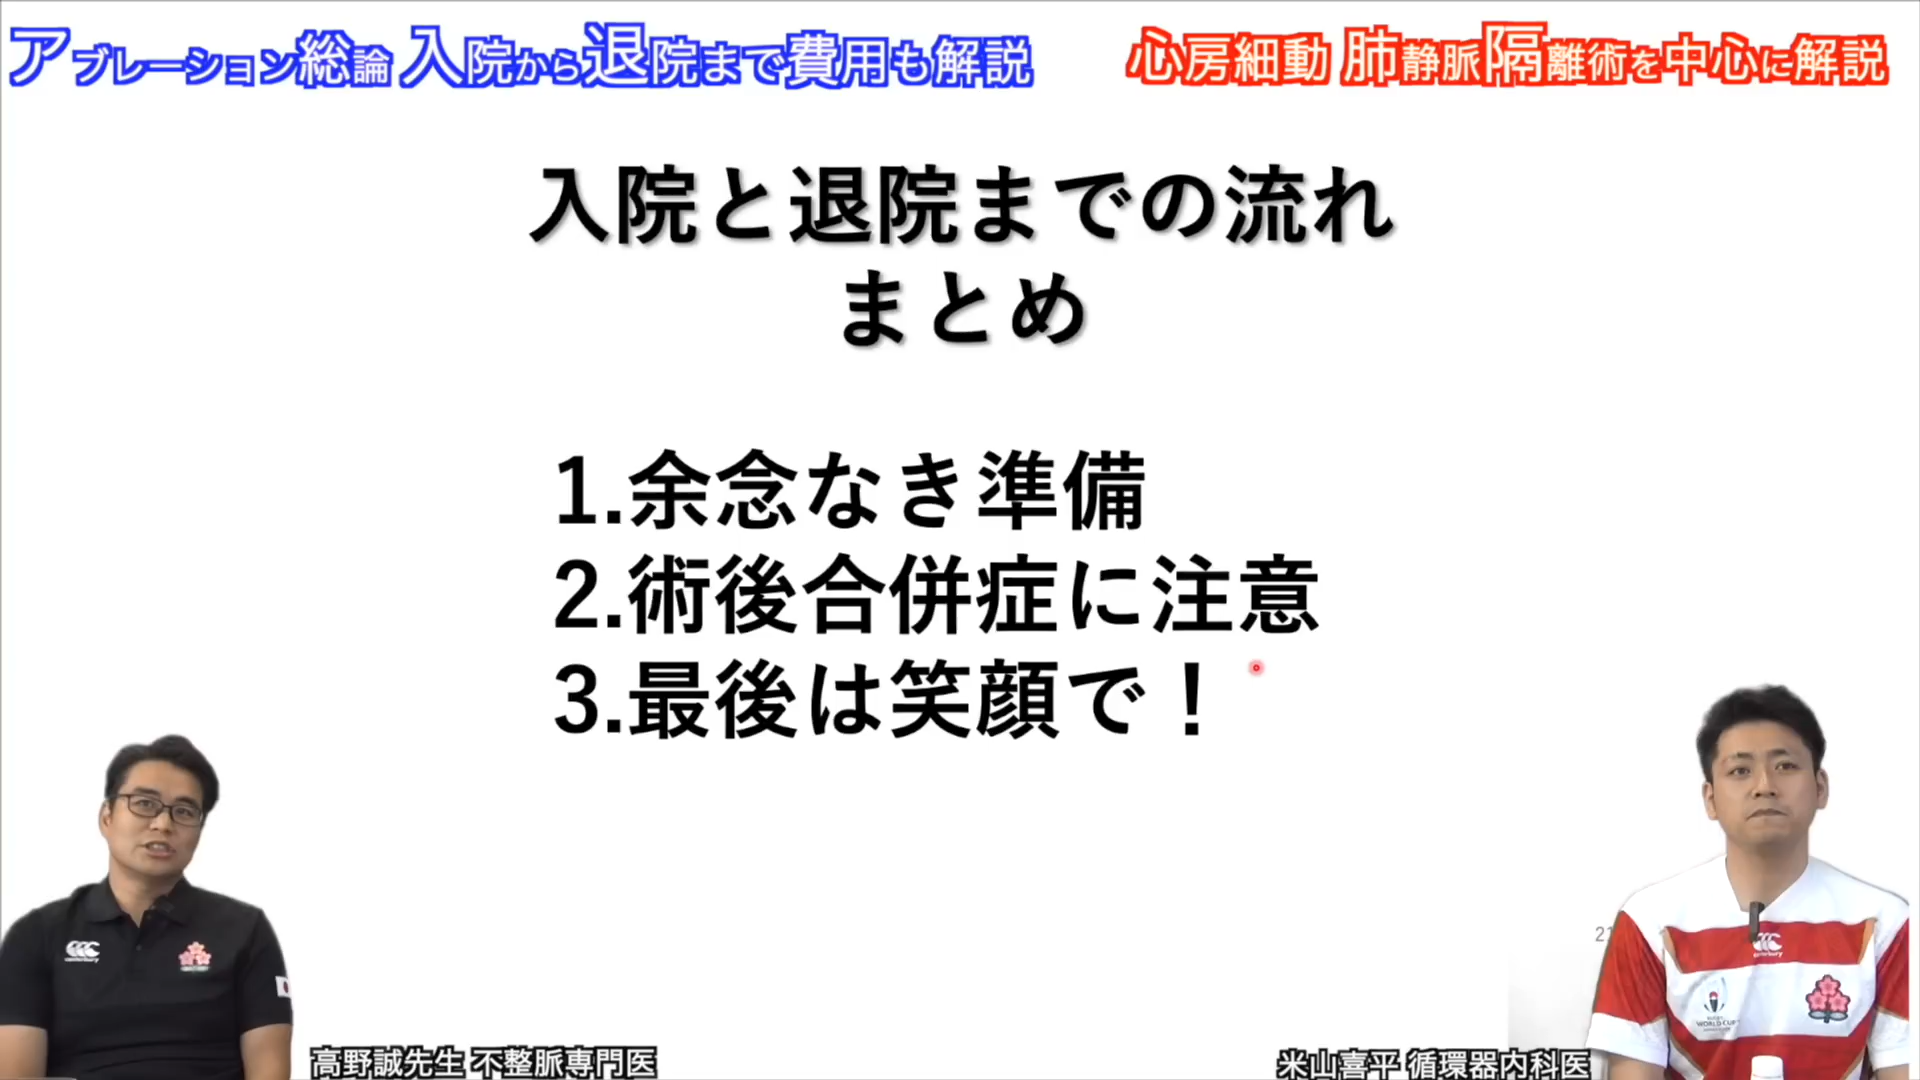 アブレーション総論 入院から退院まで費用も解説
心房細動 肺静脈隔離術を中心に解説
入院と退院までの流れ
まとめ
1.余念なき準備
2.術後合併症に注意
3.最後は笑顔で！
canterbury
canterbury
WORLD CUP
高野誠先生 不整脈専門医
米山喜平 循環器内科医